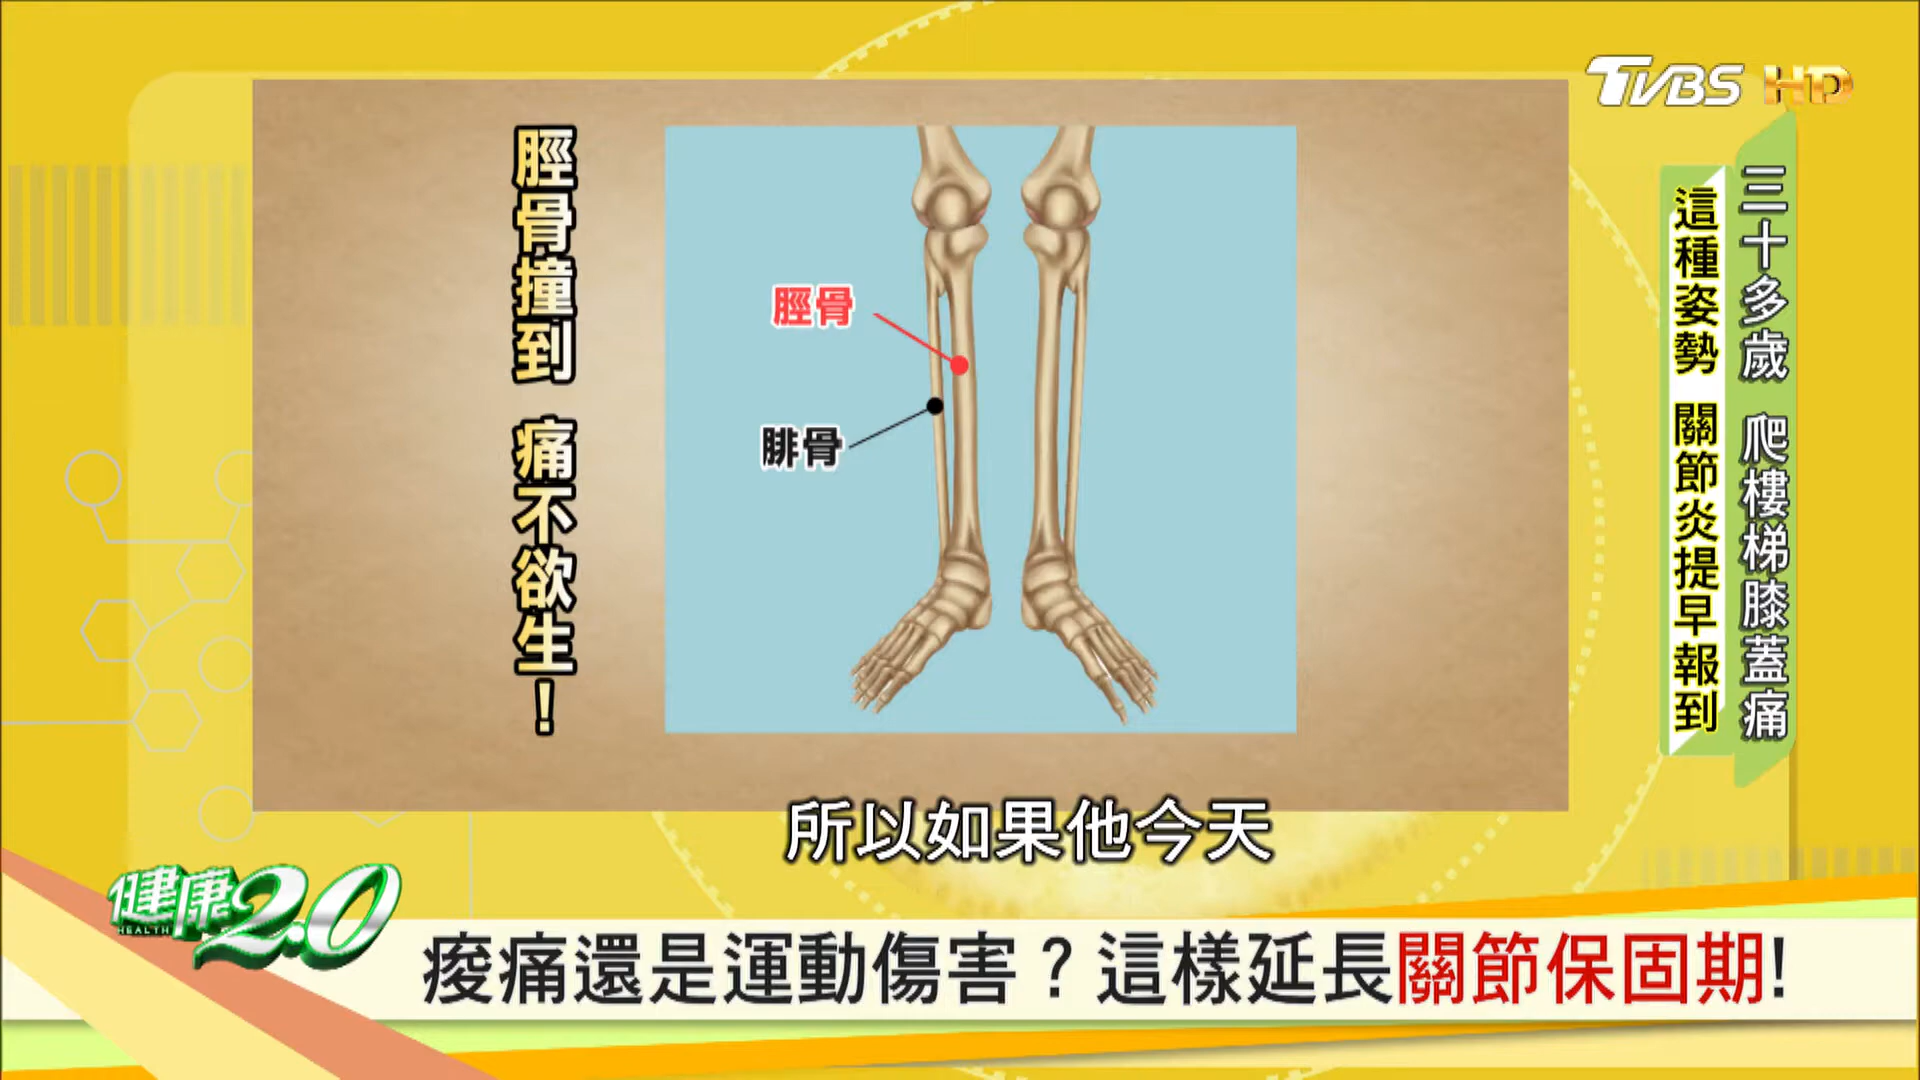 TVBS HD
三十多歲 爬樓梯膝蓋痛
這種姿勢 關節炎提早報到
脛骨撞到 痛不欲生！
脛骨
腓骨
所以如果他今天
健康2.0
HEALTH
痠痛還是運動傷害？這樣延長關節保固期！